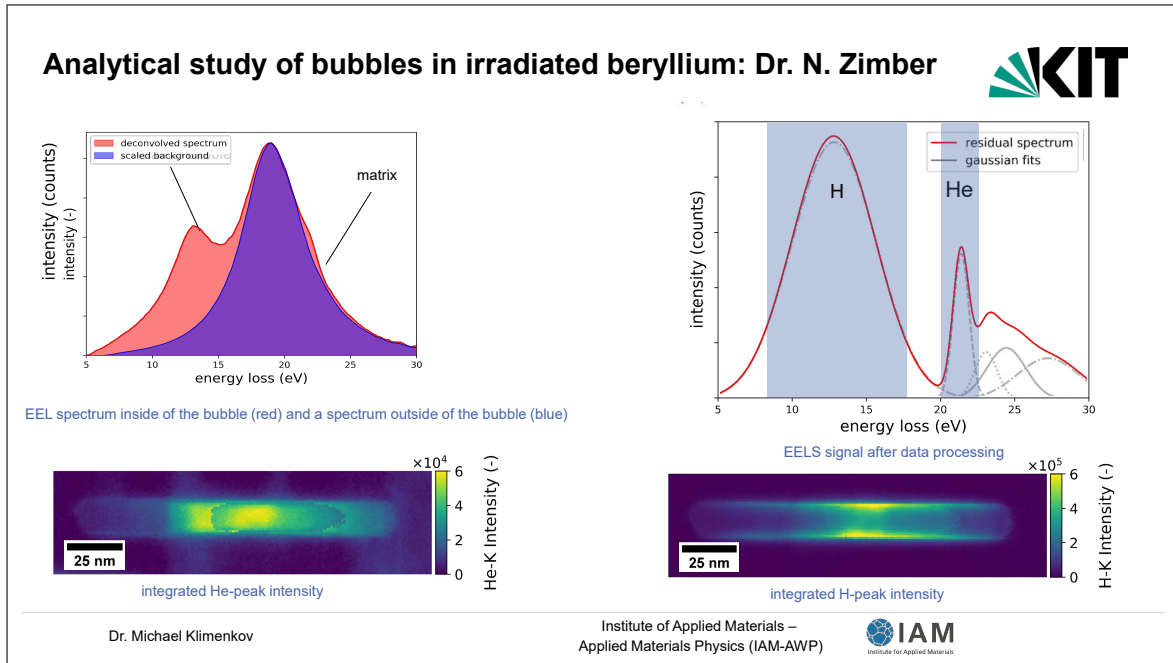 Analytical study of bubbles in irradiated beryllium: Dr. N. Zimber
KIT
deconvolved spectrum
scaled background
matrix
intensity (counts)
intensity (-)
5 10 15 20 25 30
energy loss (eV)
EEL spectrum inside of the bubble (red) and a spectrum outside of the bubble (blue)
residual spectrum
gaussian fits
H
He
intensity (counts)
5 10 15 20 25 30
energy loss (eV)
EELS signal after data processing
×10⁴
6
4
2
0
He-K Intensity (-)
25 nm
integrated He-peak intensity
×10⁵
6
4
2
0
H-K Intensity (-)
25 nm
integrated H-peak intensity
Dr. Michael Klimenkov
Institute of Applied Materials –
Applied Materials Physics (IAM-AWP)
IAM
Institute for Applied Materials